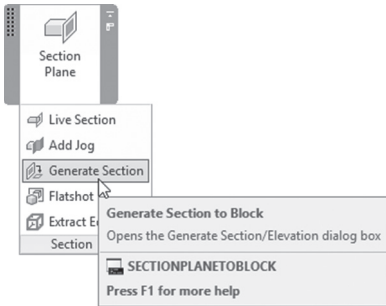 Section
Plane
Live Section
Add Jog
Generate Section
Flatshot
Extract E
Section
Generate Section to Block
Opens the Generate Section/Elevation dialog box
SECTIONPLANETOBLOCK
Press F1 for more help